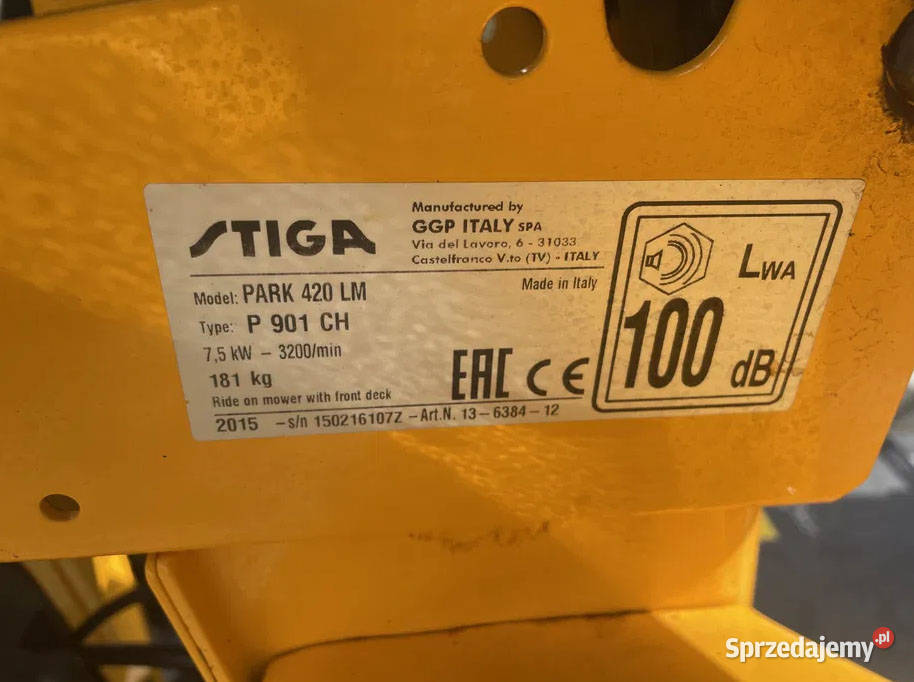 STIGA
Manufactured by
GGP ITALY SPA
Via del Lavoro, 6 - 31033
Castelfranco V.to (TV) - ITALY
Model: PARK 420 LM
Made in Italy
Type: P 901 CH
7,5 kW - 3200/min
181 kg
Ride on mower with front deck
2015 -s/n 150216107Z -Art.N. 13-6384-12
EAC CE
LWA
100 dB
Sprzedajemy.pl